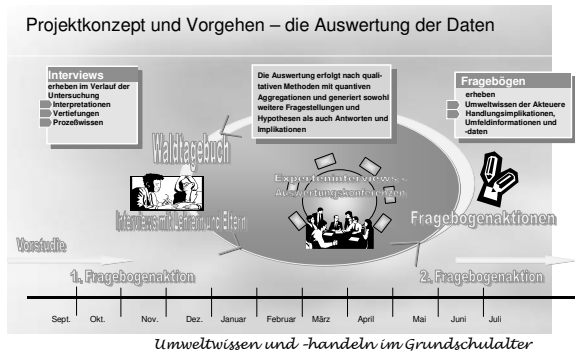 Projektkonzept und Vorgehen – die Auswertung der Daten
Interviews
erheben im Verlauf der
Untersuchung
Interpretationen
Vertiefungen
Prozeßwissen
Die Auswertung erfolgt nach quali-
tativen Methoden mit quantiven
Aggregationen und generiert sowohl
weitere Fragestellungen und
Hypothesen als auch Antworten und
Implikationen
Fragebögen
erheben
Umweltwissen der Akteuere
Handlungsimplikationen,
Umfeldinformationen und
-daten
Waldtagebuch
Experteninterviews
Auswertungskonferenzen
Interviews mit Lehrern und Eltern
Fragebogenaktionen
Vorstudie
1. Fragebogenaktion
2. Fragebogenaktion
Sept. Okt. Nov. Dez. Januar Februar März April Mai Juni Juli
Umweltwissen und -handeln im Grundschulalter